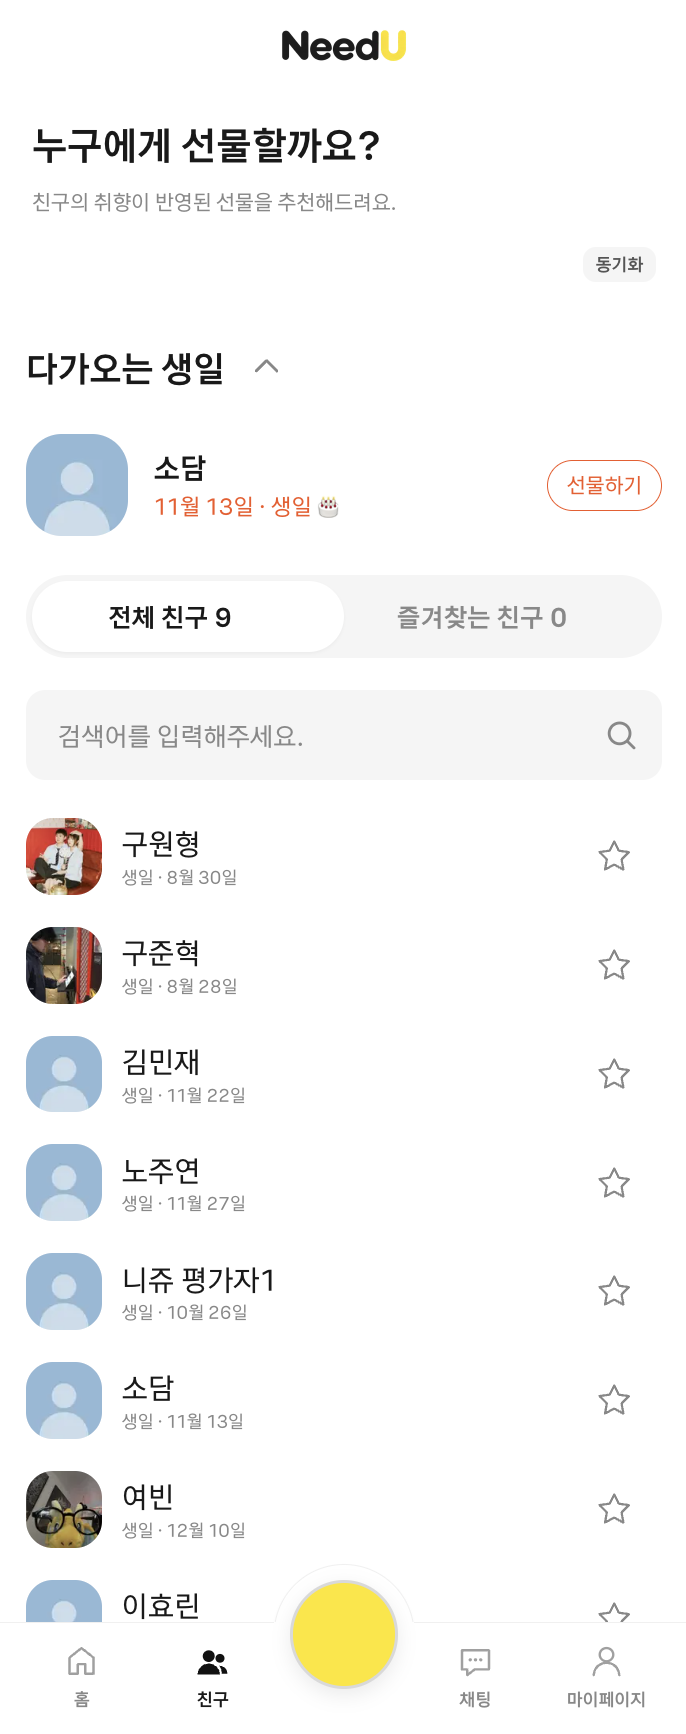 NeedU
누구에게 선물할까요?
친구의 취향이 반영된 선물을 추천해드려요.
동기화
다가오는 생일
소담
11월 13일 · 생일 🎂
선물하기
전체 친구 9
즐겨찾는 친구 0
검색어를 입력해주세요.
구원형
생일 · 8월 30일
구준혁
생일 · 8월 28일
김민재
생일 · 11월 22일
노주연
생일 · 11월 27일
니쥬 평가자1
생일 · 10월 26일
소담
생일 · 11월 13일
여빈
생일 · 12월 10일
이효린
홈
친구
채팅
마이페이지